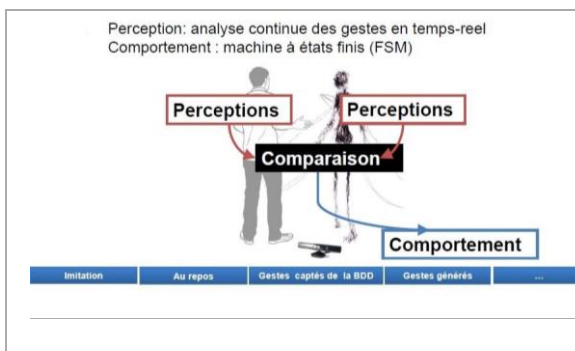 Perception: analyse continue des gestes en temps-reel
Comportement : machine à états finis (FSM)
Perceptions
Perceptions
Comparaison
Comportement
Imitation
Au repos
Gestes captés de la BDD
Gestes générés
...